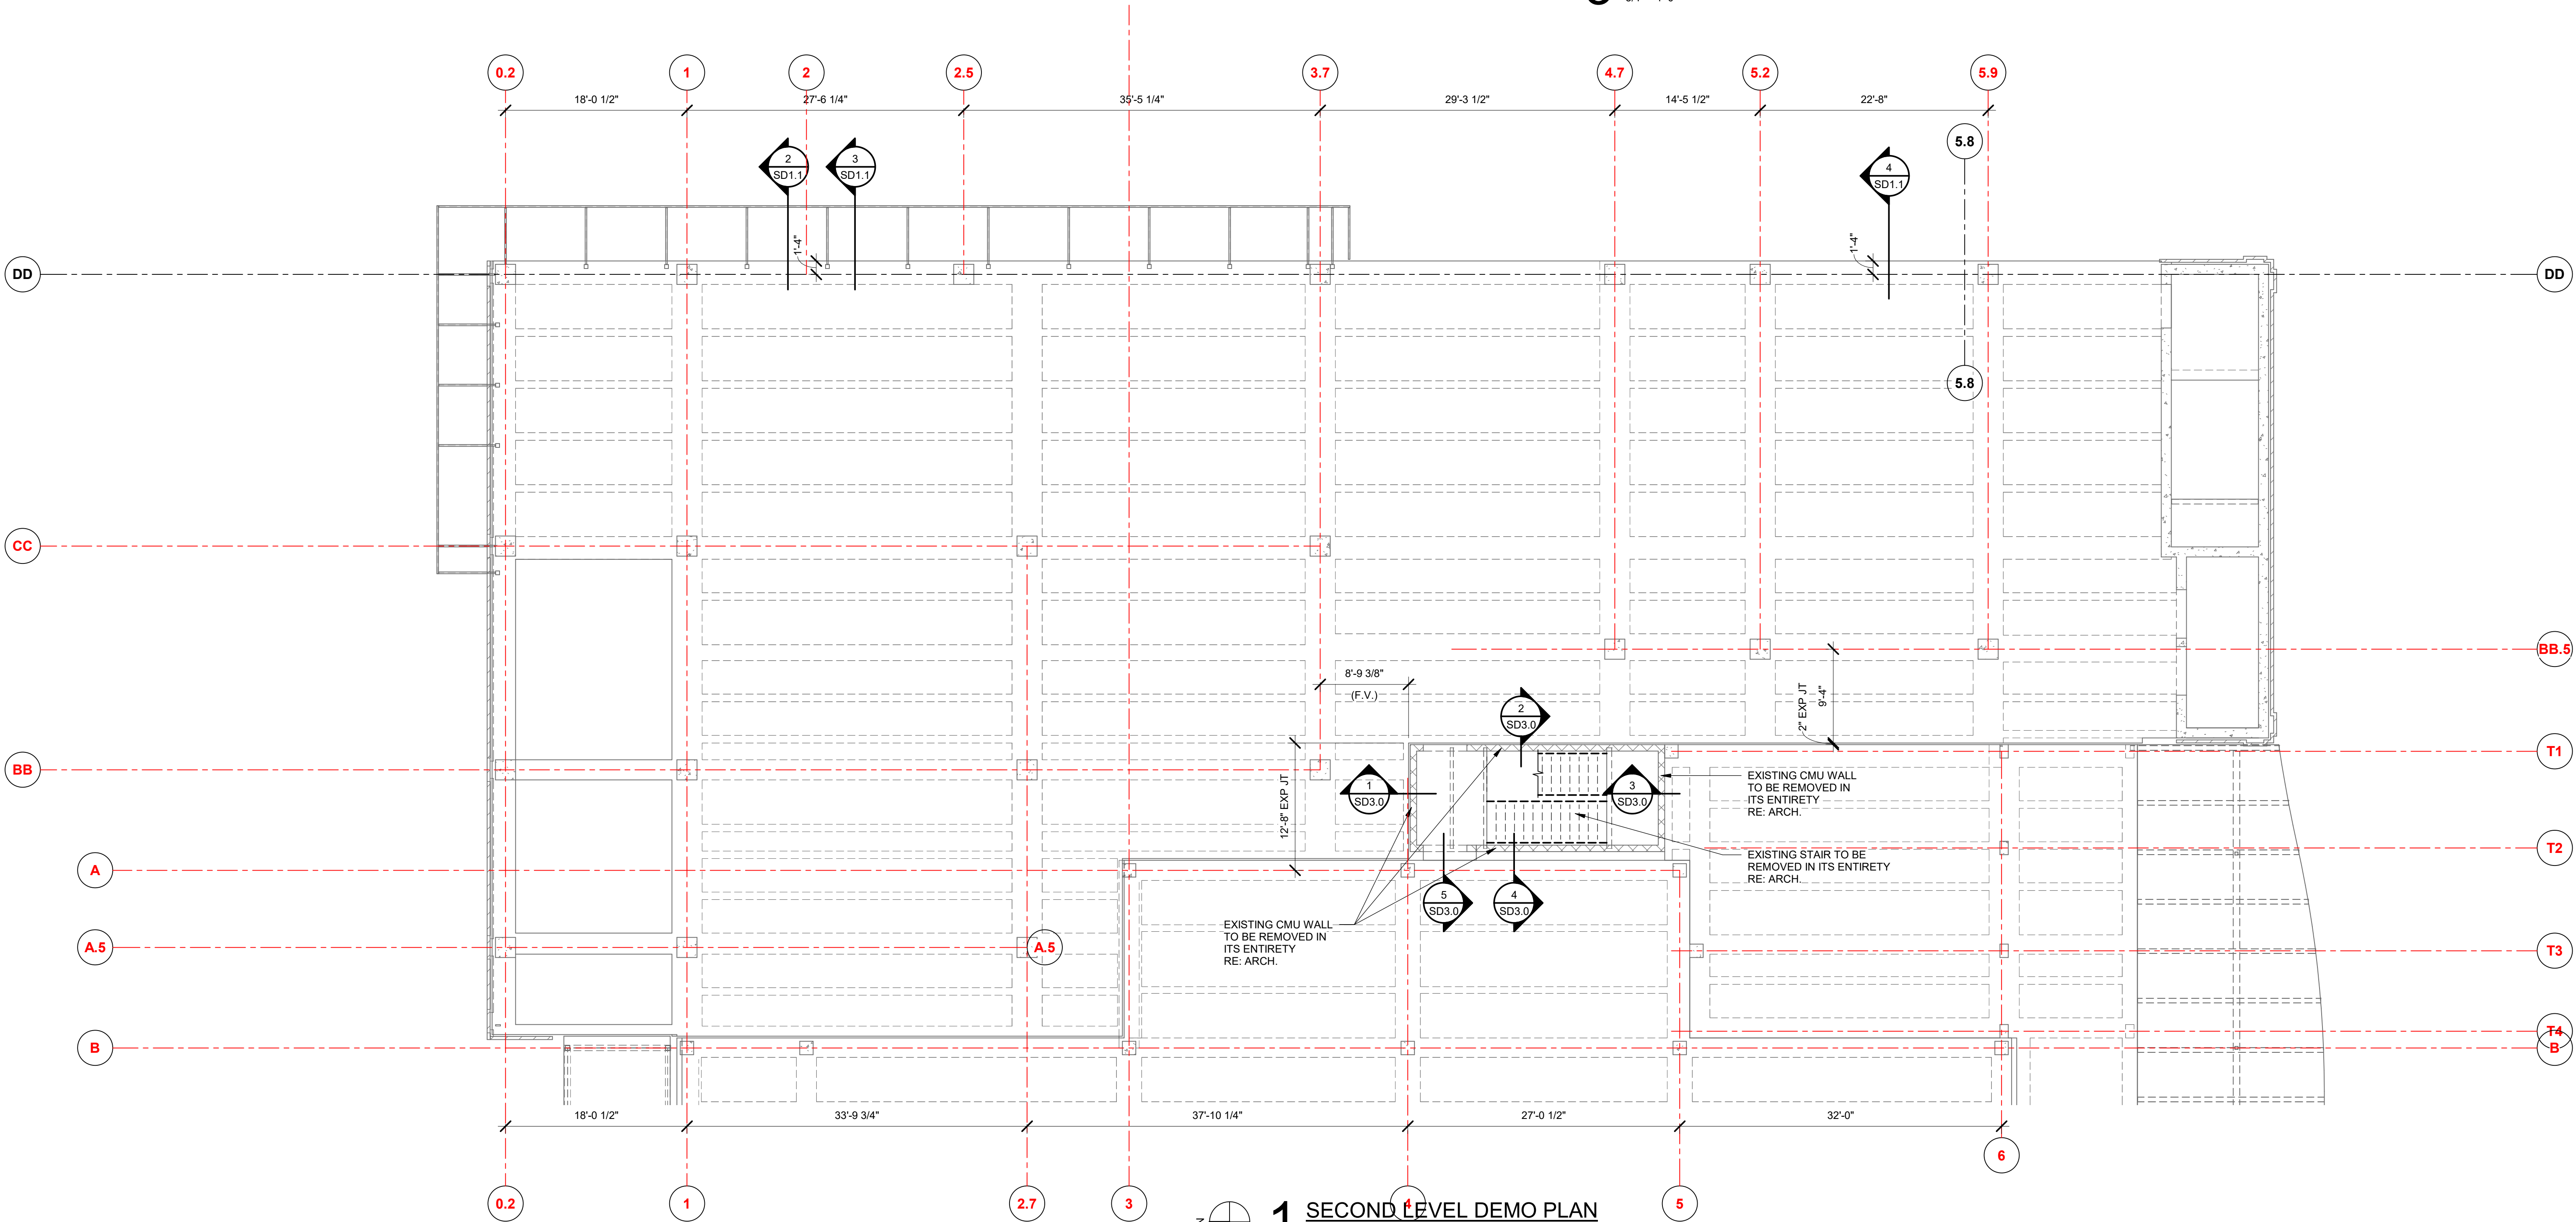 0.2
1
2
2.5
3.7
4.7
5.2
5.9
18'-0 1/2"
27'-6 1/4"
35'-5 1/4"
29'-3 1/2"
14'-5 1/2"
22'-8"
5.8
2
SD1.1
3
SD1.1
4
SD1.1
1'-4"
1'-4"
DD
DD
5.8
CC
BB.5
8'-9 3/8"
(F.V.)
2" EXP JT
9'-4"
2
SD3.0
BB
T1
12'-8" EXP JT
1
SD3.0
3
SD3.0
EXISTING CMU WALL
TO BE REMOVED IN
ITS ENTIRETY
RE: ARCH.
A
T2
EXISTING STAIR TO BE
REMOVED IN ITS ENTIRETY
RE: ARCH.
5
SD3.0
4
SD3.0
EXISTING CMU WALL
TO BE REMOVED IN
ITS ENTIRETY
RE: ARCH.
A.5
A.5
T3
T4
B
B
18'-0 1/2"
33'-9 3/4"
37'-10 1/4"
27'-0 1/2"
32'-0"
6
0.2
1
2.7
3
4
5
1
SECOND LEVEL DEMO PLAN